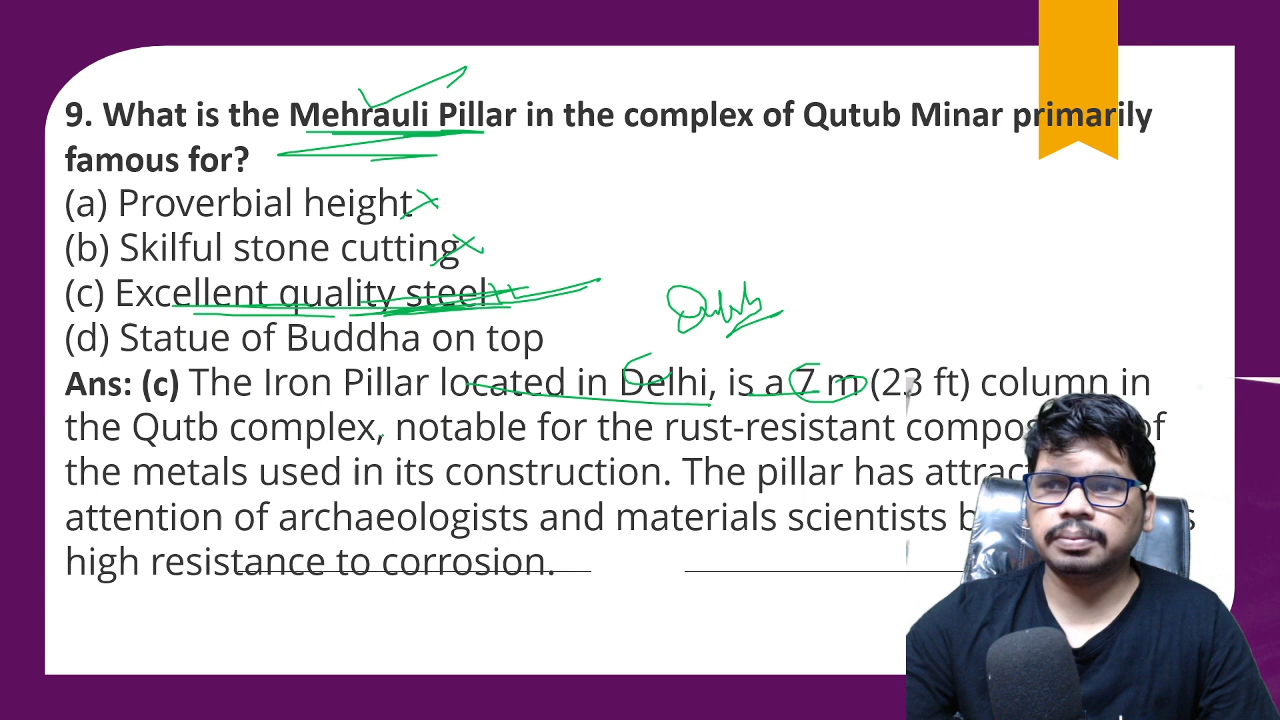 9. What is the Mehrauli Pillar in the complex of Qutub Minar primarily
famous for?
(a) Proverbial height
(b) Skilful stone cutting
(c) Excellent quality steel
Qutub
(d) Statue of Buddha on top
Ans: (c) The Iron Pillar located in Delhi, is a 7 m (23 ft) column in
the Qutb complex, notable for the rust-resistant
the metals used in its construction. The pillar has
attention of archaeologists and materials scientists
high resistance to corrosion.